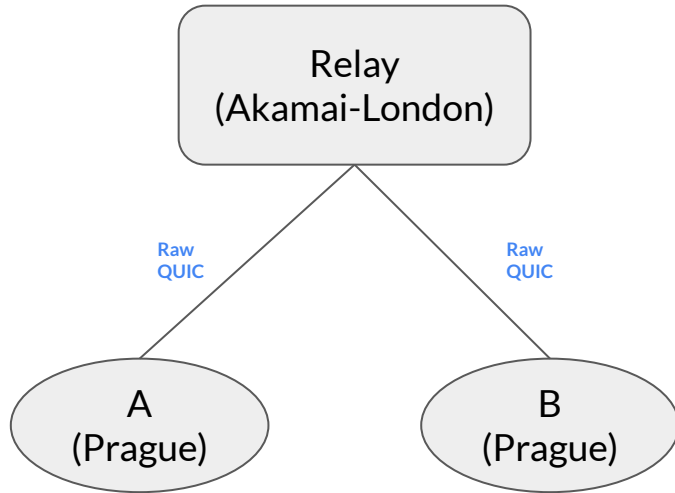 Relay
(Akamai-London)
Raw
QUIC
Raw
QUIC
A
(Prague)
B
(Prague)